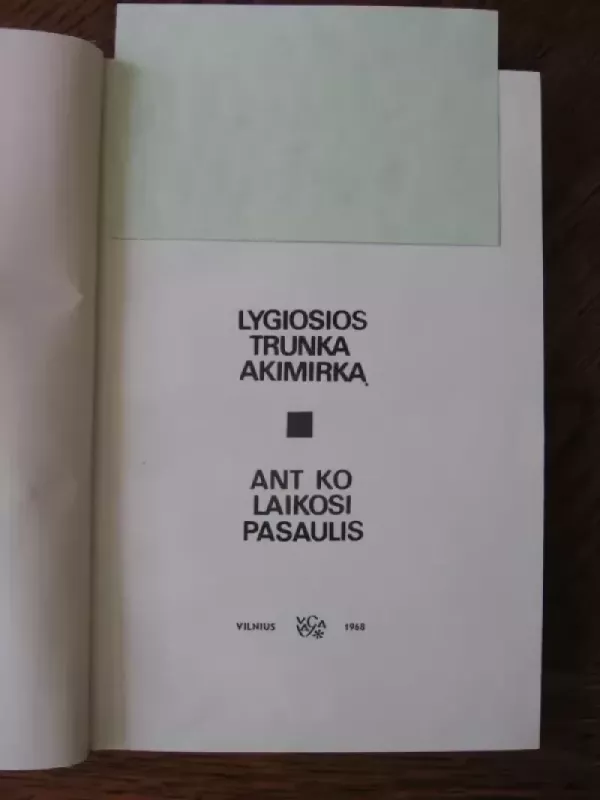 LYGIOSIOS
TRUNKA
AKIMIRKĄ
ANT KO
LAIKOSI
PASAULIS
VILNIUS 1968